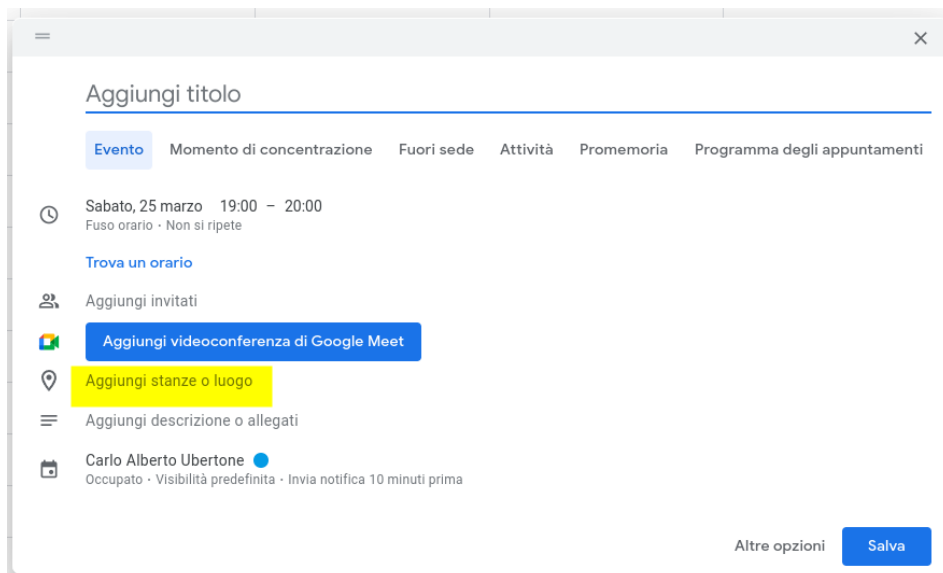 Aggiungi titolo
Evento Momento di concentrazione Fuori sede Attività Promemoria Programma degli appuntamenti
Sabato, 25 marzo 19:00 – 20:00
Fuso orario · Non si ripete
Trova un orario
Aggiungi invitati
Aggiungi videoconferenza di Google Meet
Aggiungi stanze o luogo
Aggiungi descrizione o allegati
Carlo Alberto Ubertone
Occupato · Visibilità predefinita · Invia notifica 10 minuti prima
Altre opzioni Salva